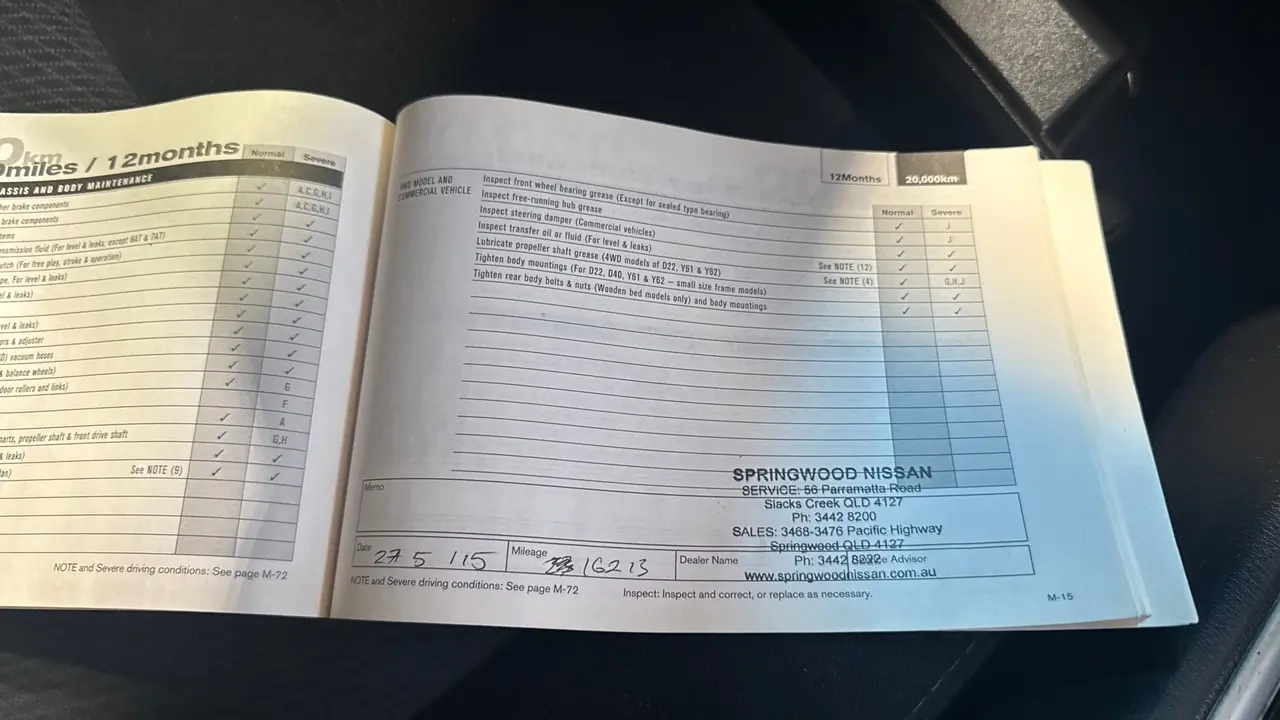 km
miles / 12months
Normal Severe
ASSIS AND BODY MAINTENANCE
her brake components ✓ A,C,G,H,I
brake components ✓ A,C,G,H,I
tems ✓ ✓
nsmission fluid (For level & leaks, except 6AT & 7AT) ✓ ✓
utch (For free play, stroke & operation) ✓ ✓
pe, For level & leaks) ✓ ✓
el & leaks) ✓ ✓
vel & leaks) ✓ ✓
ors & adjuster ✓ ✓
D) vacuum hoses ✓ ✓
& balance wheels) ✓ ✓
door rollers and links) ✓ G
F
A
parts, propeller shaft & front drive shaft ✓ G,H
& leaks) ✓ ✓
an) See NOTE (9) ✓ ✓
NOTE and Severe driving conditions: See page M-72
12Months 20,000km
Normal Severe
4WD MODEL AND
COMMERCIAL VEHICLE
Inspect front wheel bearing grease (Except for sealed type bearing) ✓ J
Inspect free-running hub grease ✓ J
Inspect steering damper (Commercial vehicles) ✓ ✓
Inspect transfer oil or fluid (For level & leaks) See NOTE (12) ✓ ✓
Lubricate propeller shaft grease (4WD models of D22, Y61 & Y62) See NOTE (4) ✓ G,H,J
Tighten body mountings (For D22, D40, Y61 & Y62 – small size frame models) ✓ ✓
Tighten rear body bolts & nuts (Wooden bed models only) and body mountings ✓ ✓
Memo
SPRINGWOOD NISSAN
SERVICE: 56 Parramatta Road
Slacks Creek QLD 4127
Ph: 3442 8200
SALES: 3468-3476 Pacific Highway
Springwood QLD 4127
Ph: 3442 8222
www.springwoodnissan.com.au
Date 27 5 115 Mileage 16213 Dealer Name Advisor
NOTE and Severe driving conditions: See page M-72 Inspect: Inspect and correct, or replace as necessary.
M-15